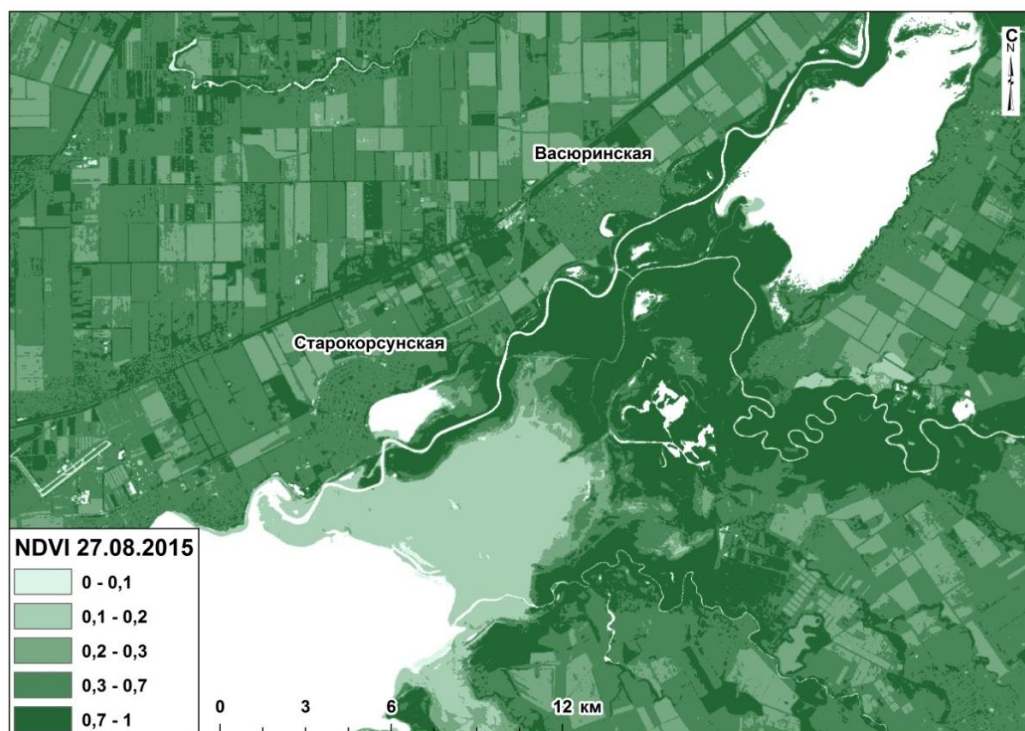 С
N
Васюринская
Старокорсунская
NDVI 27.08.2015
0 - 0,1
0,1 - 0,2
0,2 - 0,3
0,3 - 0,7
0,7 - 1
0 3 6 12 км